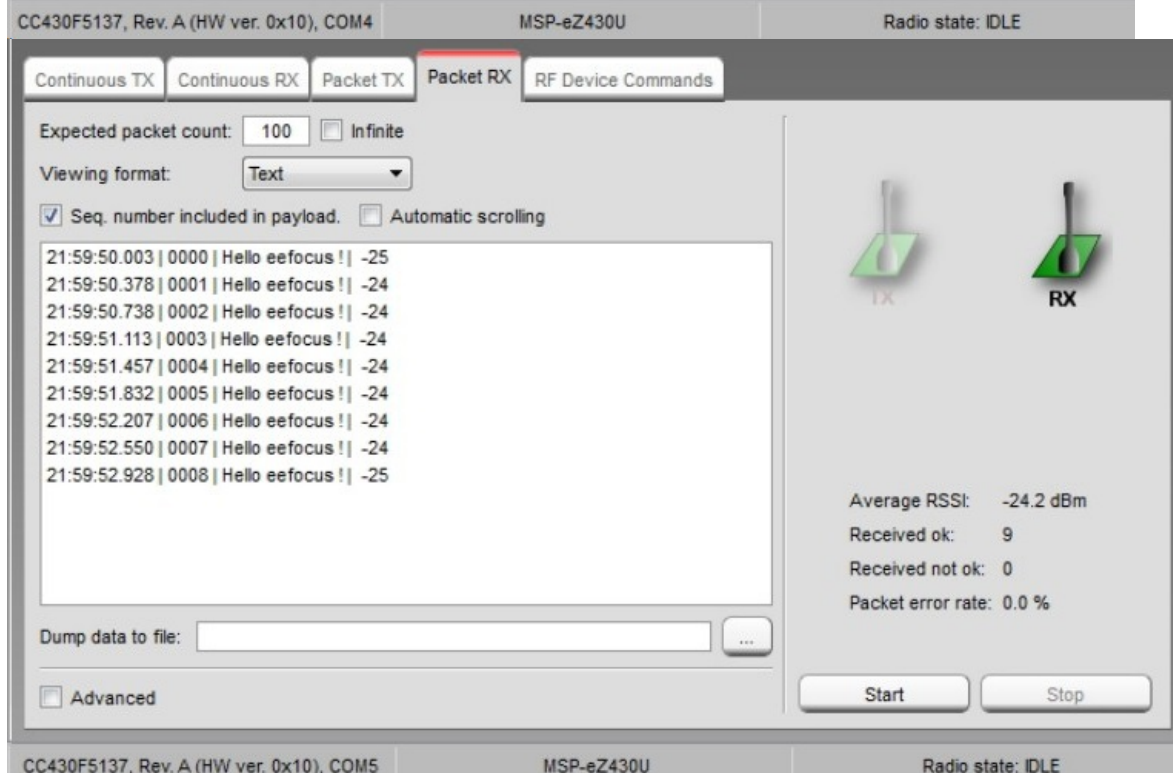 CC430F5137, Rev. A (HW ver. 0x10), COM4 MSP-eZ430U Radio state: IDLE
Continuous TX Continuous RX Packet TX Packet RX RF Device Commands
Expected packet count: 100 Infinite
Viewing format: Text
Seq. number included in payload. Automatic scrolling
21:59:50.003 | 0000 | Hello eefocus ! | -25
21:59:50.378 | 0001 | Hello eefocus ! | -24
21:59:50.738 | 0002 | Hello eefocus ! | -24
21:59:51.113 | 0003 | Hello eefocus ! | -24
21:59:51.457 | 0004 | Hello eefocus ! | -24
21:59:51.832 | 0005 | Hello eefocus ! | -24
21:59:52.207 | 0006 | Hello eefocus ! | -24
21:59:52.550 | 0007 | Hello eefocus ! | -24
21:59:52.928 | 0008 | Hello eefocus ! | -25
TX RX
Average RSSI: -24.2 dBm
Received ok: 9
Received not ok: 0
Packet error rate: 0.0 %
Dump data to file: ...
Advanced
Start Stop
CC430F5137, Rev. A (HW ver. 0x10), COM5 MSP-eZ430U Radio state: IDLE